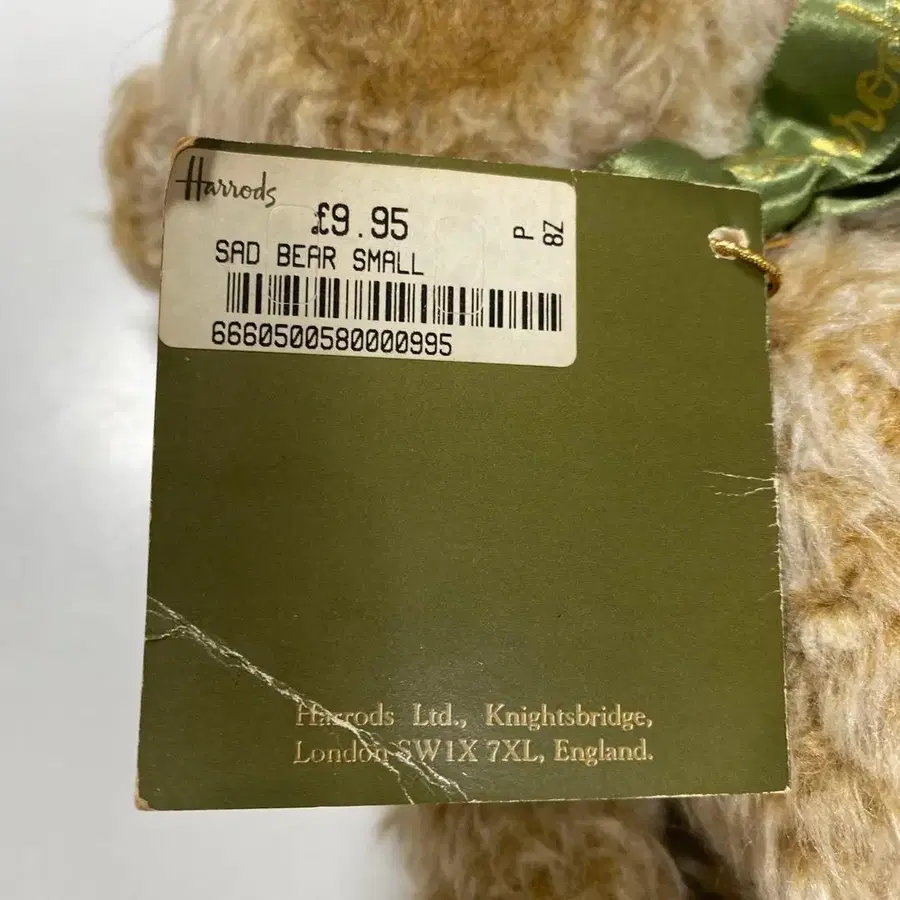 Harrods
£9.95
P
8Z
SAD BEAR SMALL
6660500580000995
Harrods Ltd., Knightsbridge,
London SW1X 7XL, England.